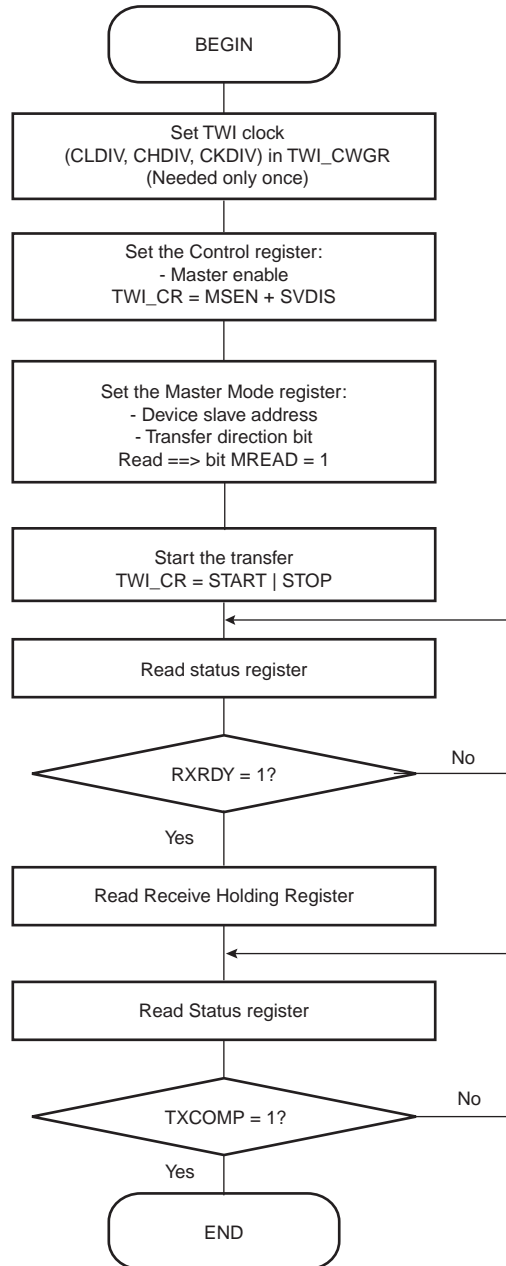 BEGIN
Set TWI clock
(CLDIV, CHDIV, CKDIV) in TWI_CWGR
(Needed only once)
Set the Control register:
- Master enable
TWI_CR = MSEN + SVDIS
Set the Master Mode register:
- Device slave address
- Transfer direction bit
Read ==> bit MREAD = 1
Start the transfer
TWI_CR = START | STOP
Read status register
RXRDY = 1?
No
Yes
Read Receive Holding Register
Read Status register
TXCOMP = 1?
No
Yes
END